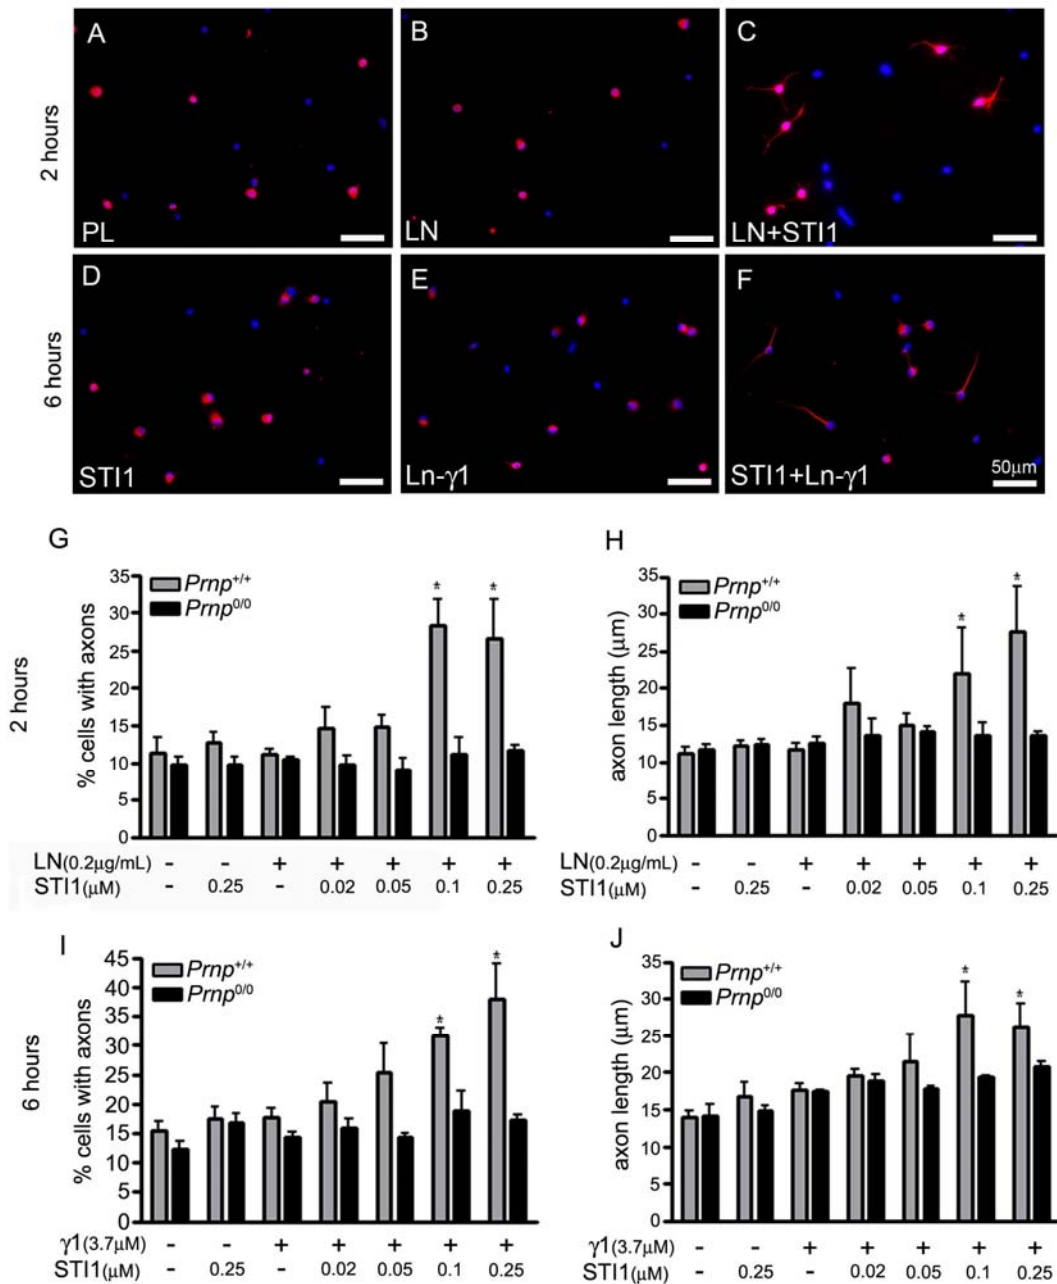 A
B
C
2 hours
PL
LN
LN+STI1
D
E
F
6 hours
STI1
Ln-γ1
STI1+Ln-γ1
50μm
G
H
2 hours
% cells with axons
35
30
25
20
15
10
5
0
Prnp+/+
Prnp0/0
* *
LN(0.2μg/mL) - - + + + + +
STI1(μM) - 0.25 - 0.02 0.05 0.1 0.25
axon length (μm)
35
30
25
20
15
10
5
0
Prnp+/+
Prnp0/0
* *
LN(0.2μg/mL) - - + + + + +
STI1(μM) - 0.25 - 0.02 0.05 0.1 0.25
I
J
6 hours
% cells with axons
45
40
35
30
25
20
15
10
5
0
Prnp+/+
Prnp0/0
* *
γ1(3.7μM) - - + + + + +
STI1(μM) - 0.25 - 0.02 0.05 0.1 0.25
axon length (μm)
35
30
25
20
15
10
5
0
Prnp+/+
Prnp0/0
* *
γ1(3.7μM) - - + + + + +
STI1(μM) - 0.25 - 0.02 0.05 0.1 0.25